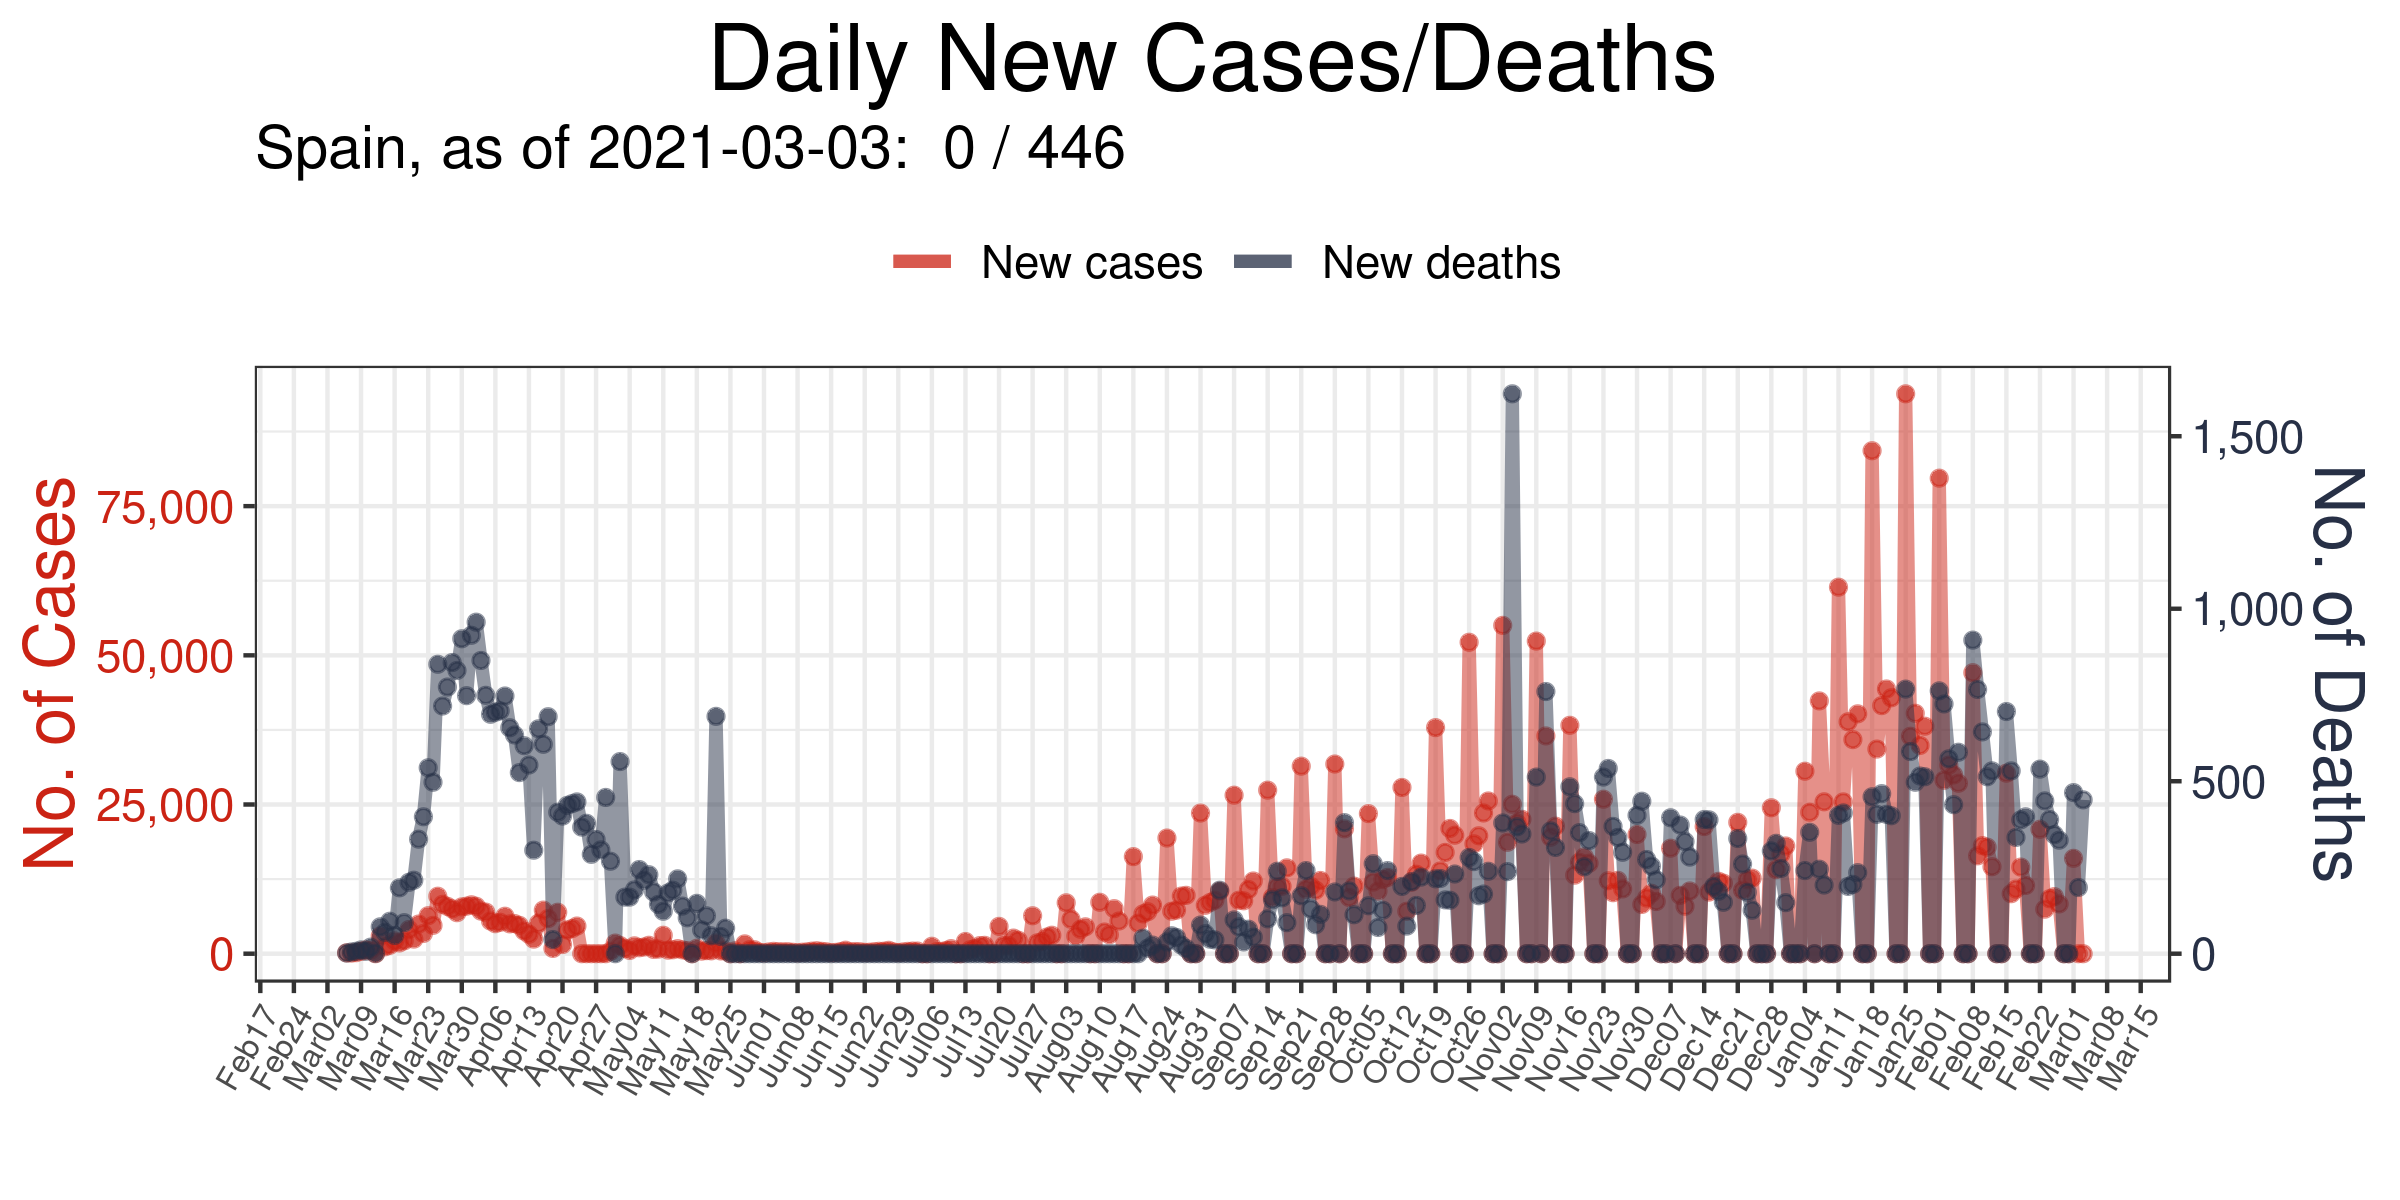 Daily New Cases/Deaths
Spain, as of 2021-03-03: 0 / 446
New cases
New deaths
No. of Cases
75,000
50,000
25,000
0
1,500
1,000
500
0
No. of Deaths
Feb17
Feb24
Mar02
Mar09
Mar16
Mar23
Mar30
Apr06
Apr13
Apr20
Apr27
May04
May11
May18
May25
Jun01
Jun08
Jun15
Jun22
Jun29
Jul06
Jul13
Jul20
Jul27
Aug03
Aug10
Aug17
Aug24
Aug31
Sep07
Sep14
Sep21
Sep28
Oct05
Oct12
Oct19
Oct26
Nov02
Nov09
Nov16
Nov23
Nov30
Dec07
Dec14
Dec21
Dec28
Jan04
Jan11
Jan18
Jan25
Feb01
Feb08
Feb15
Feb22
Mar01
Mar08
Mar15